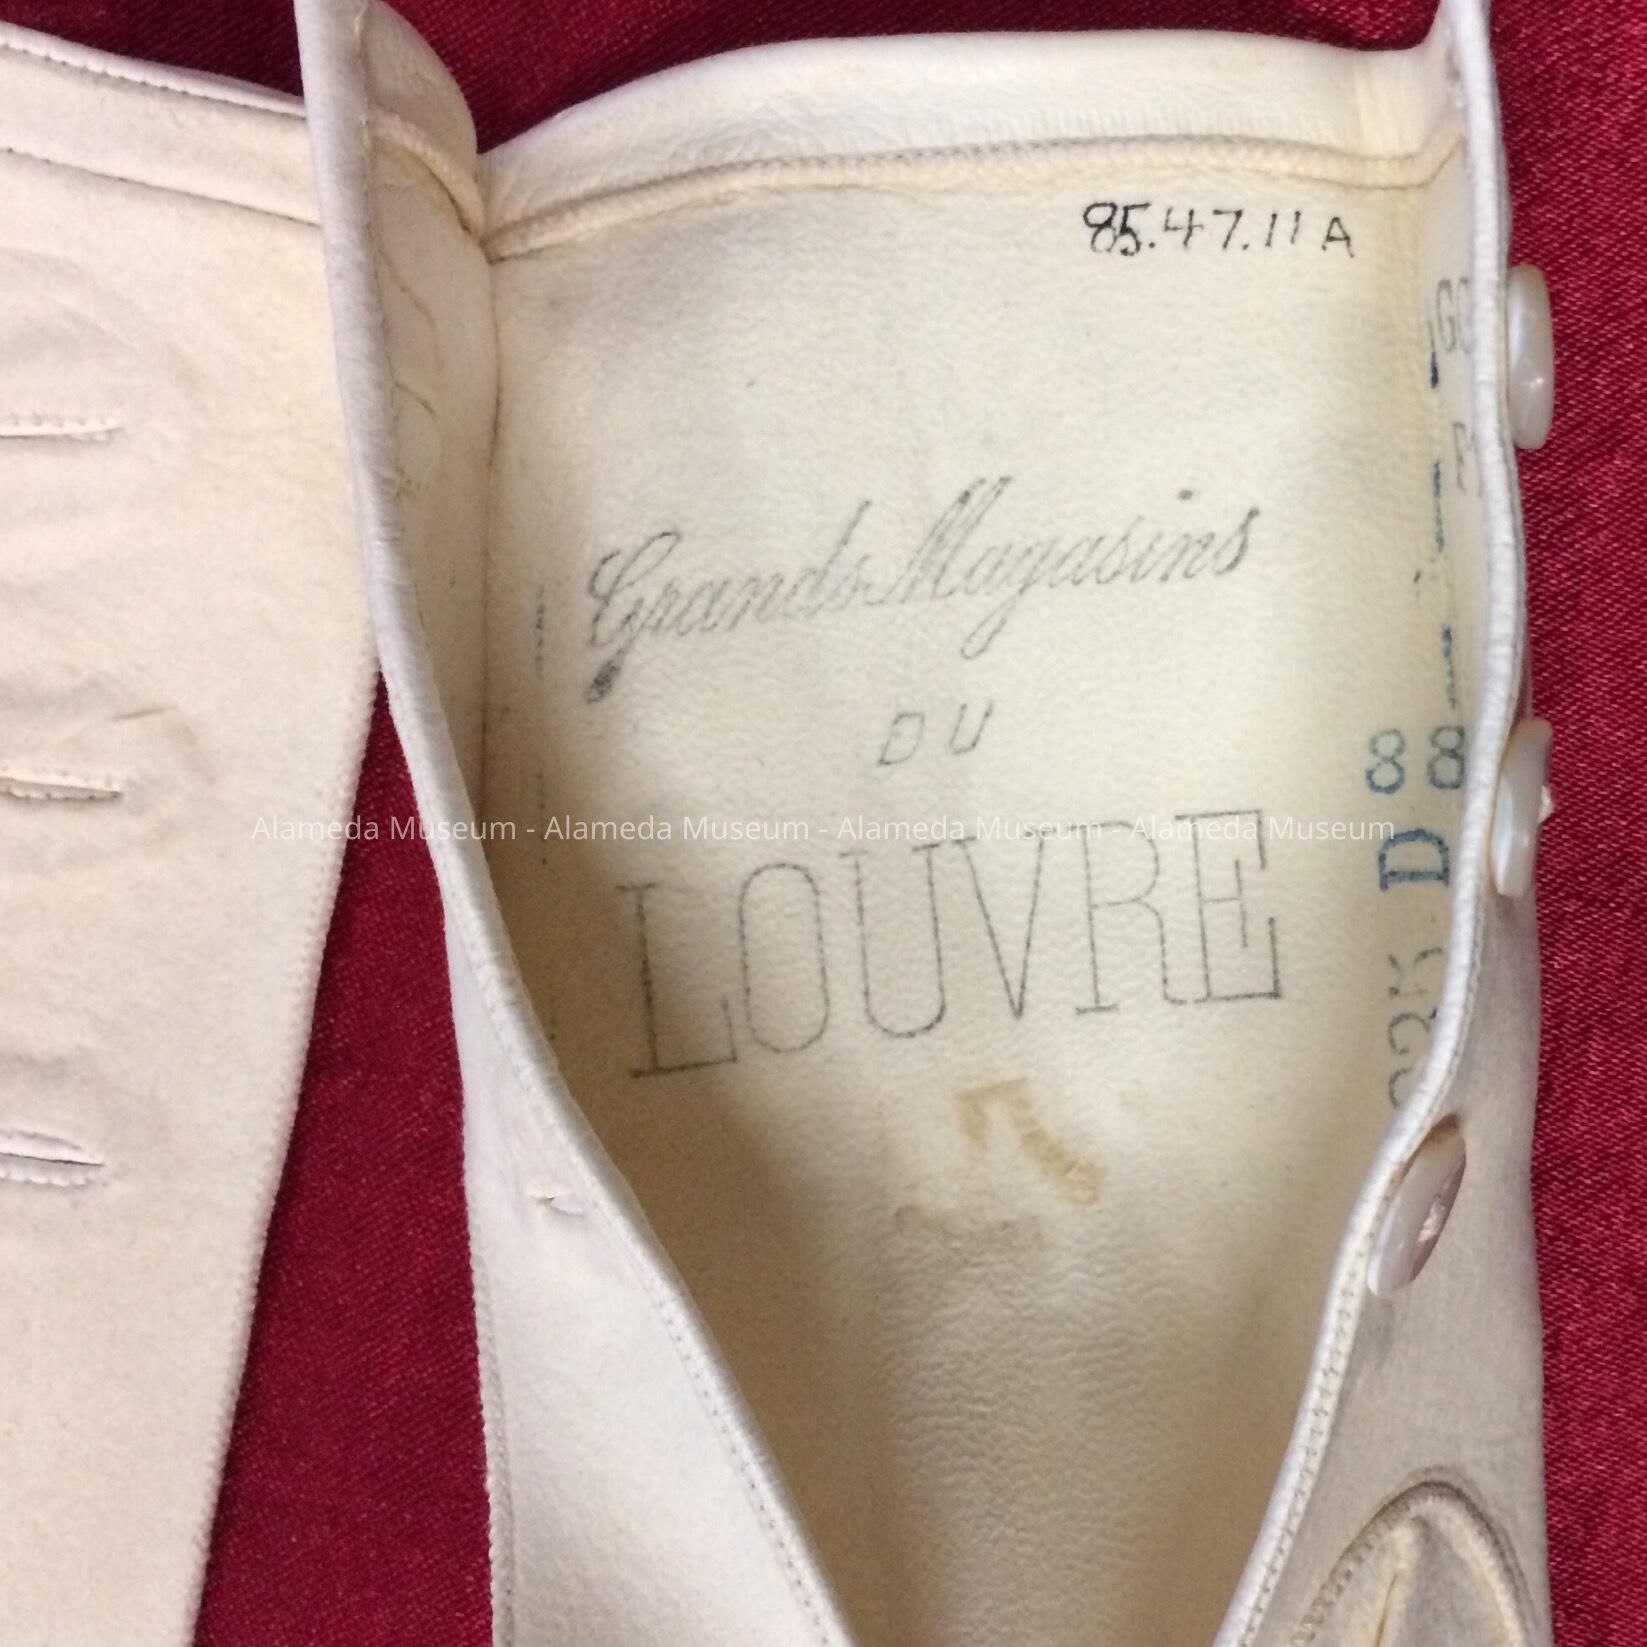 85.47.11A
Grands Magasins
DU
LOUVRE
88
D
Alameda Museum - Alameda Museum - Alameda Museum - Alameda Museum